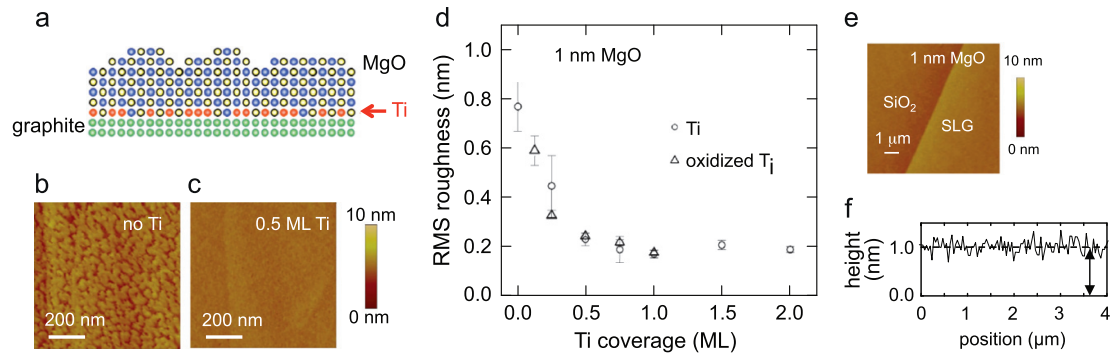 a
MgO
Ti
graphite
b
no Ti
200 nm
c
0.5 ML Ti
200 nm
10 nm
0 nm
d
1 nm MgO
Ti
oxidized Ti
RMS roughness (nm)
1.0
0.8
0.6
0.4
0.2
0.0
0.0 0.5 1.0 1.5 2.0
Ti coverage (ML)
e
1 nm MgO
SiO₂
SLG
1 µm
10 nm
0 nm
f
height
(nm)
1.0
0.0
0 1 2 3 4
position (µm)